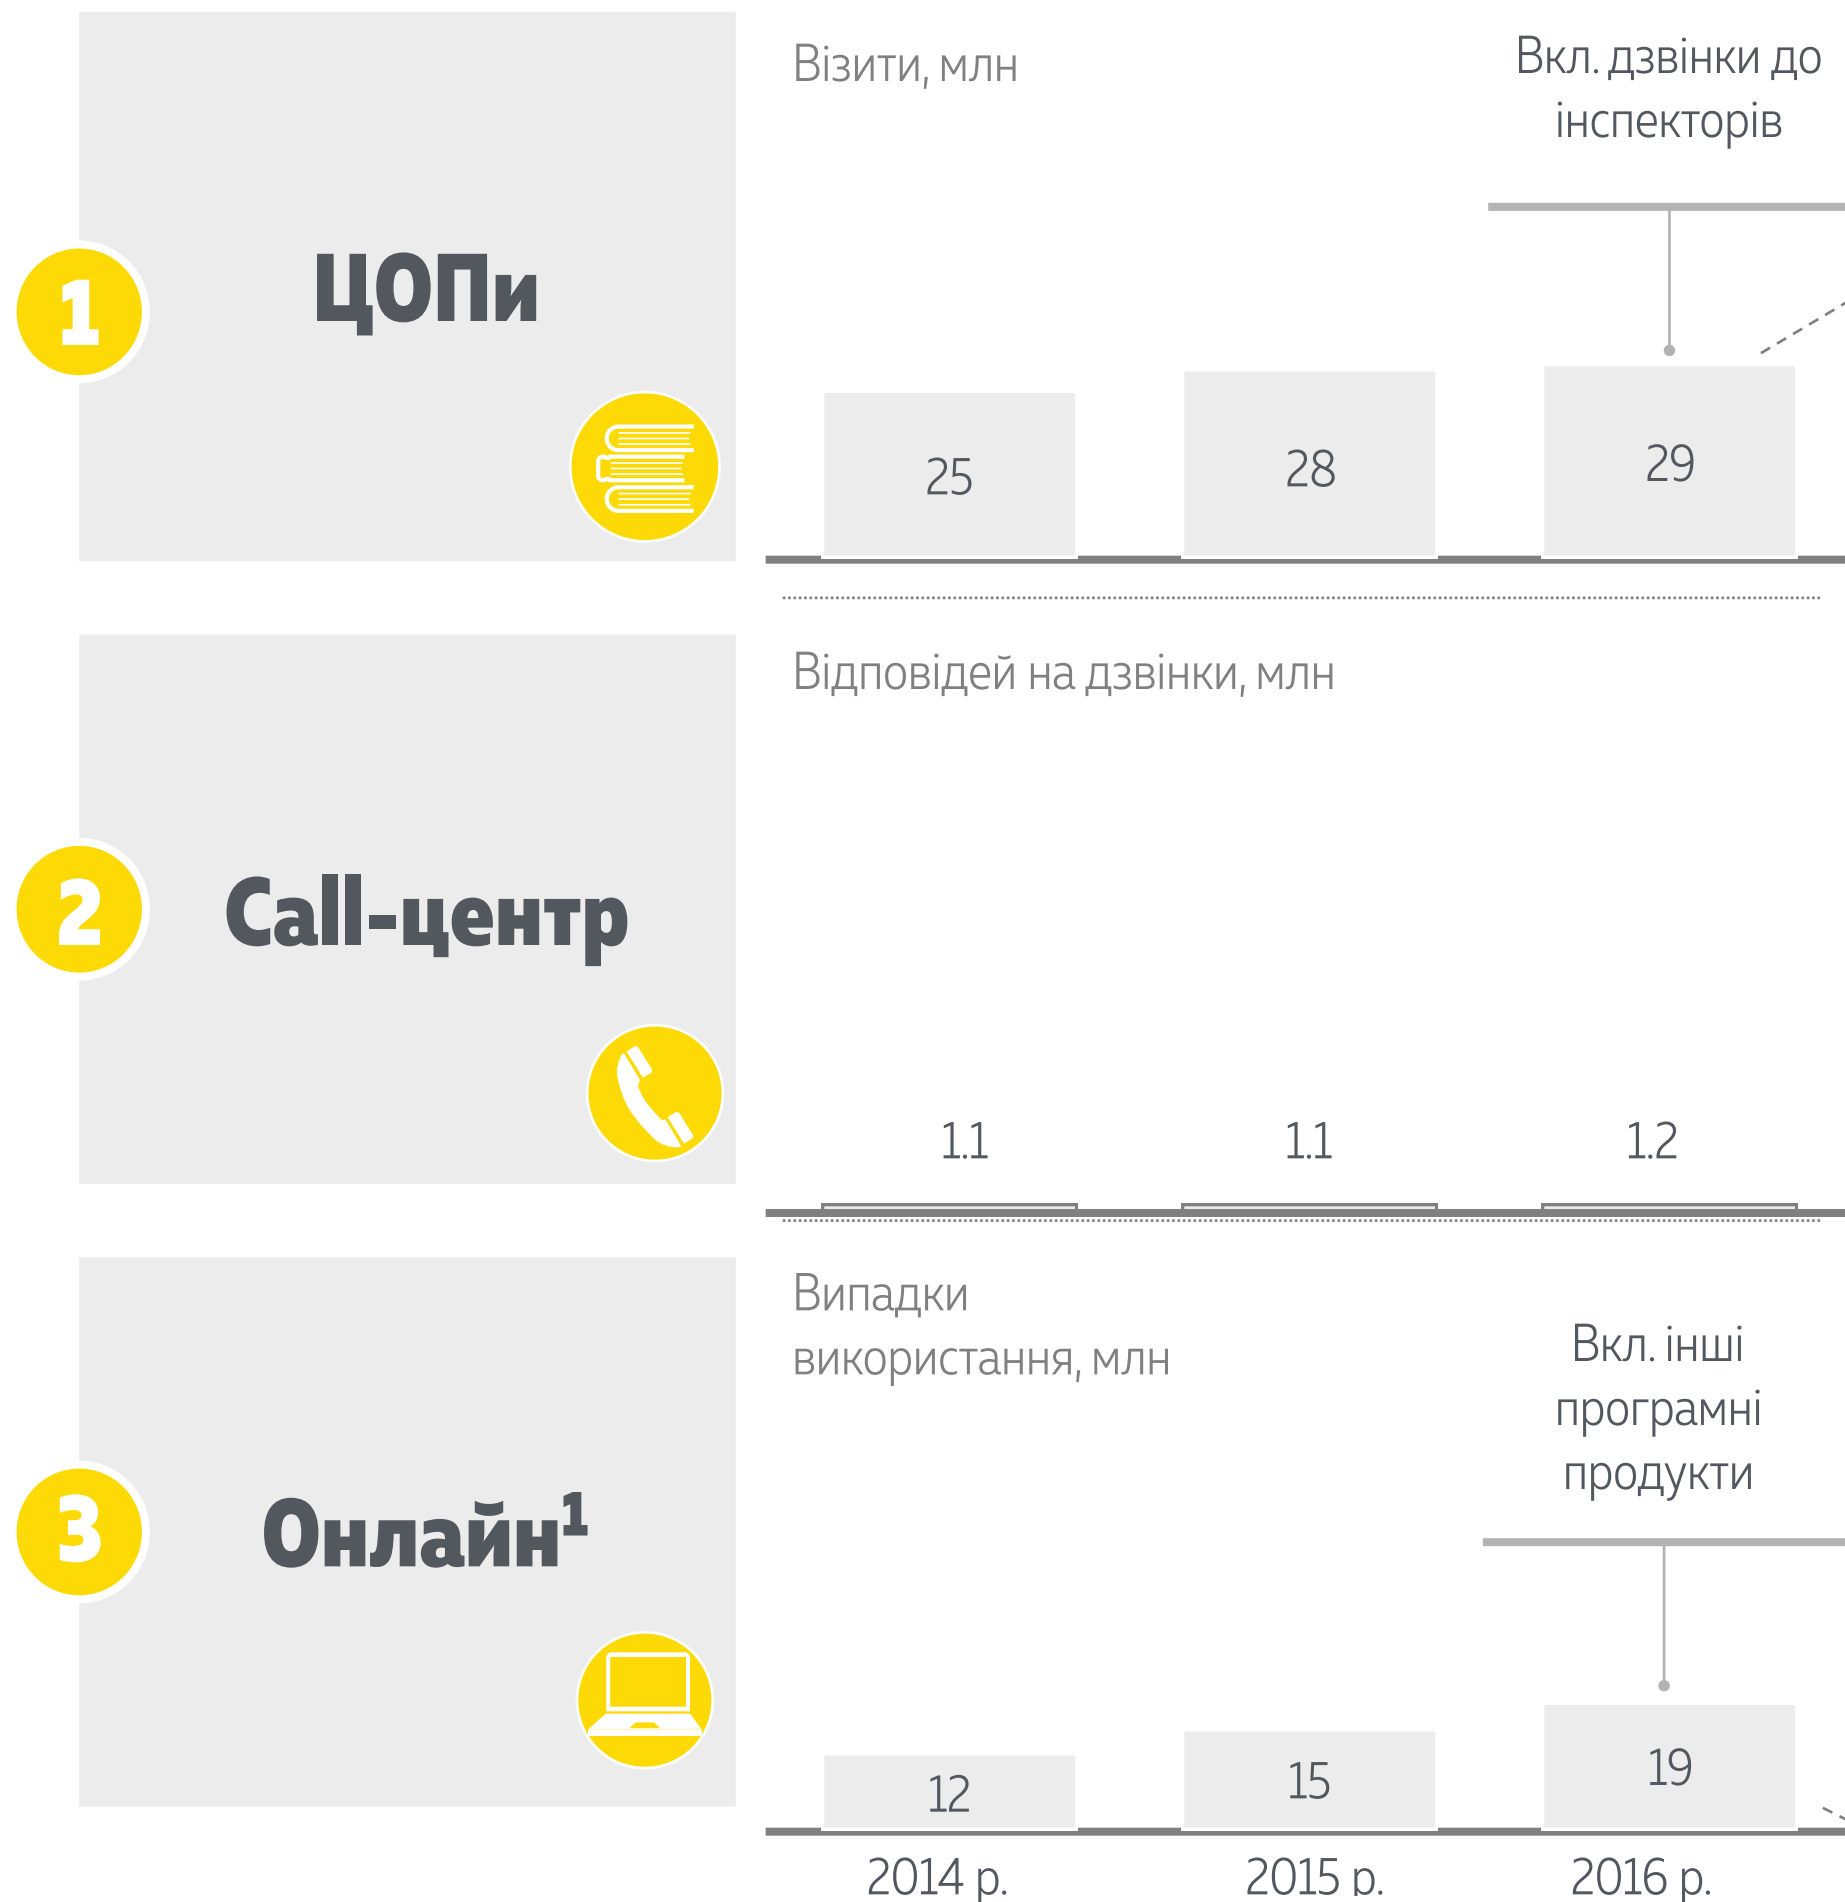 Візити, млн
Вкл. дзвінки до
інспекторів
1
ЦОПи
25
28
29
Відповідей на дзвінки, млн
2
Call-центр
1.1
1.1
1.2
Випадки
використання, млн
Вкл. інші
програмні
продукти
3
Онлайн¹
12
15
19
2014 р.
2015 р.
2016 р.